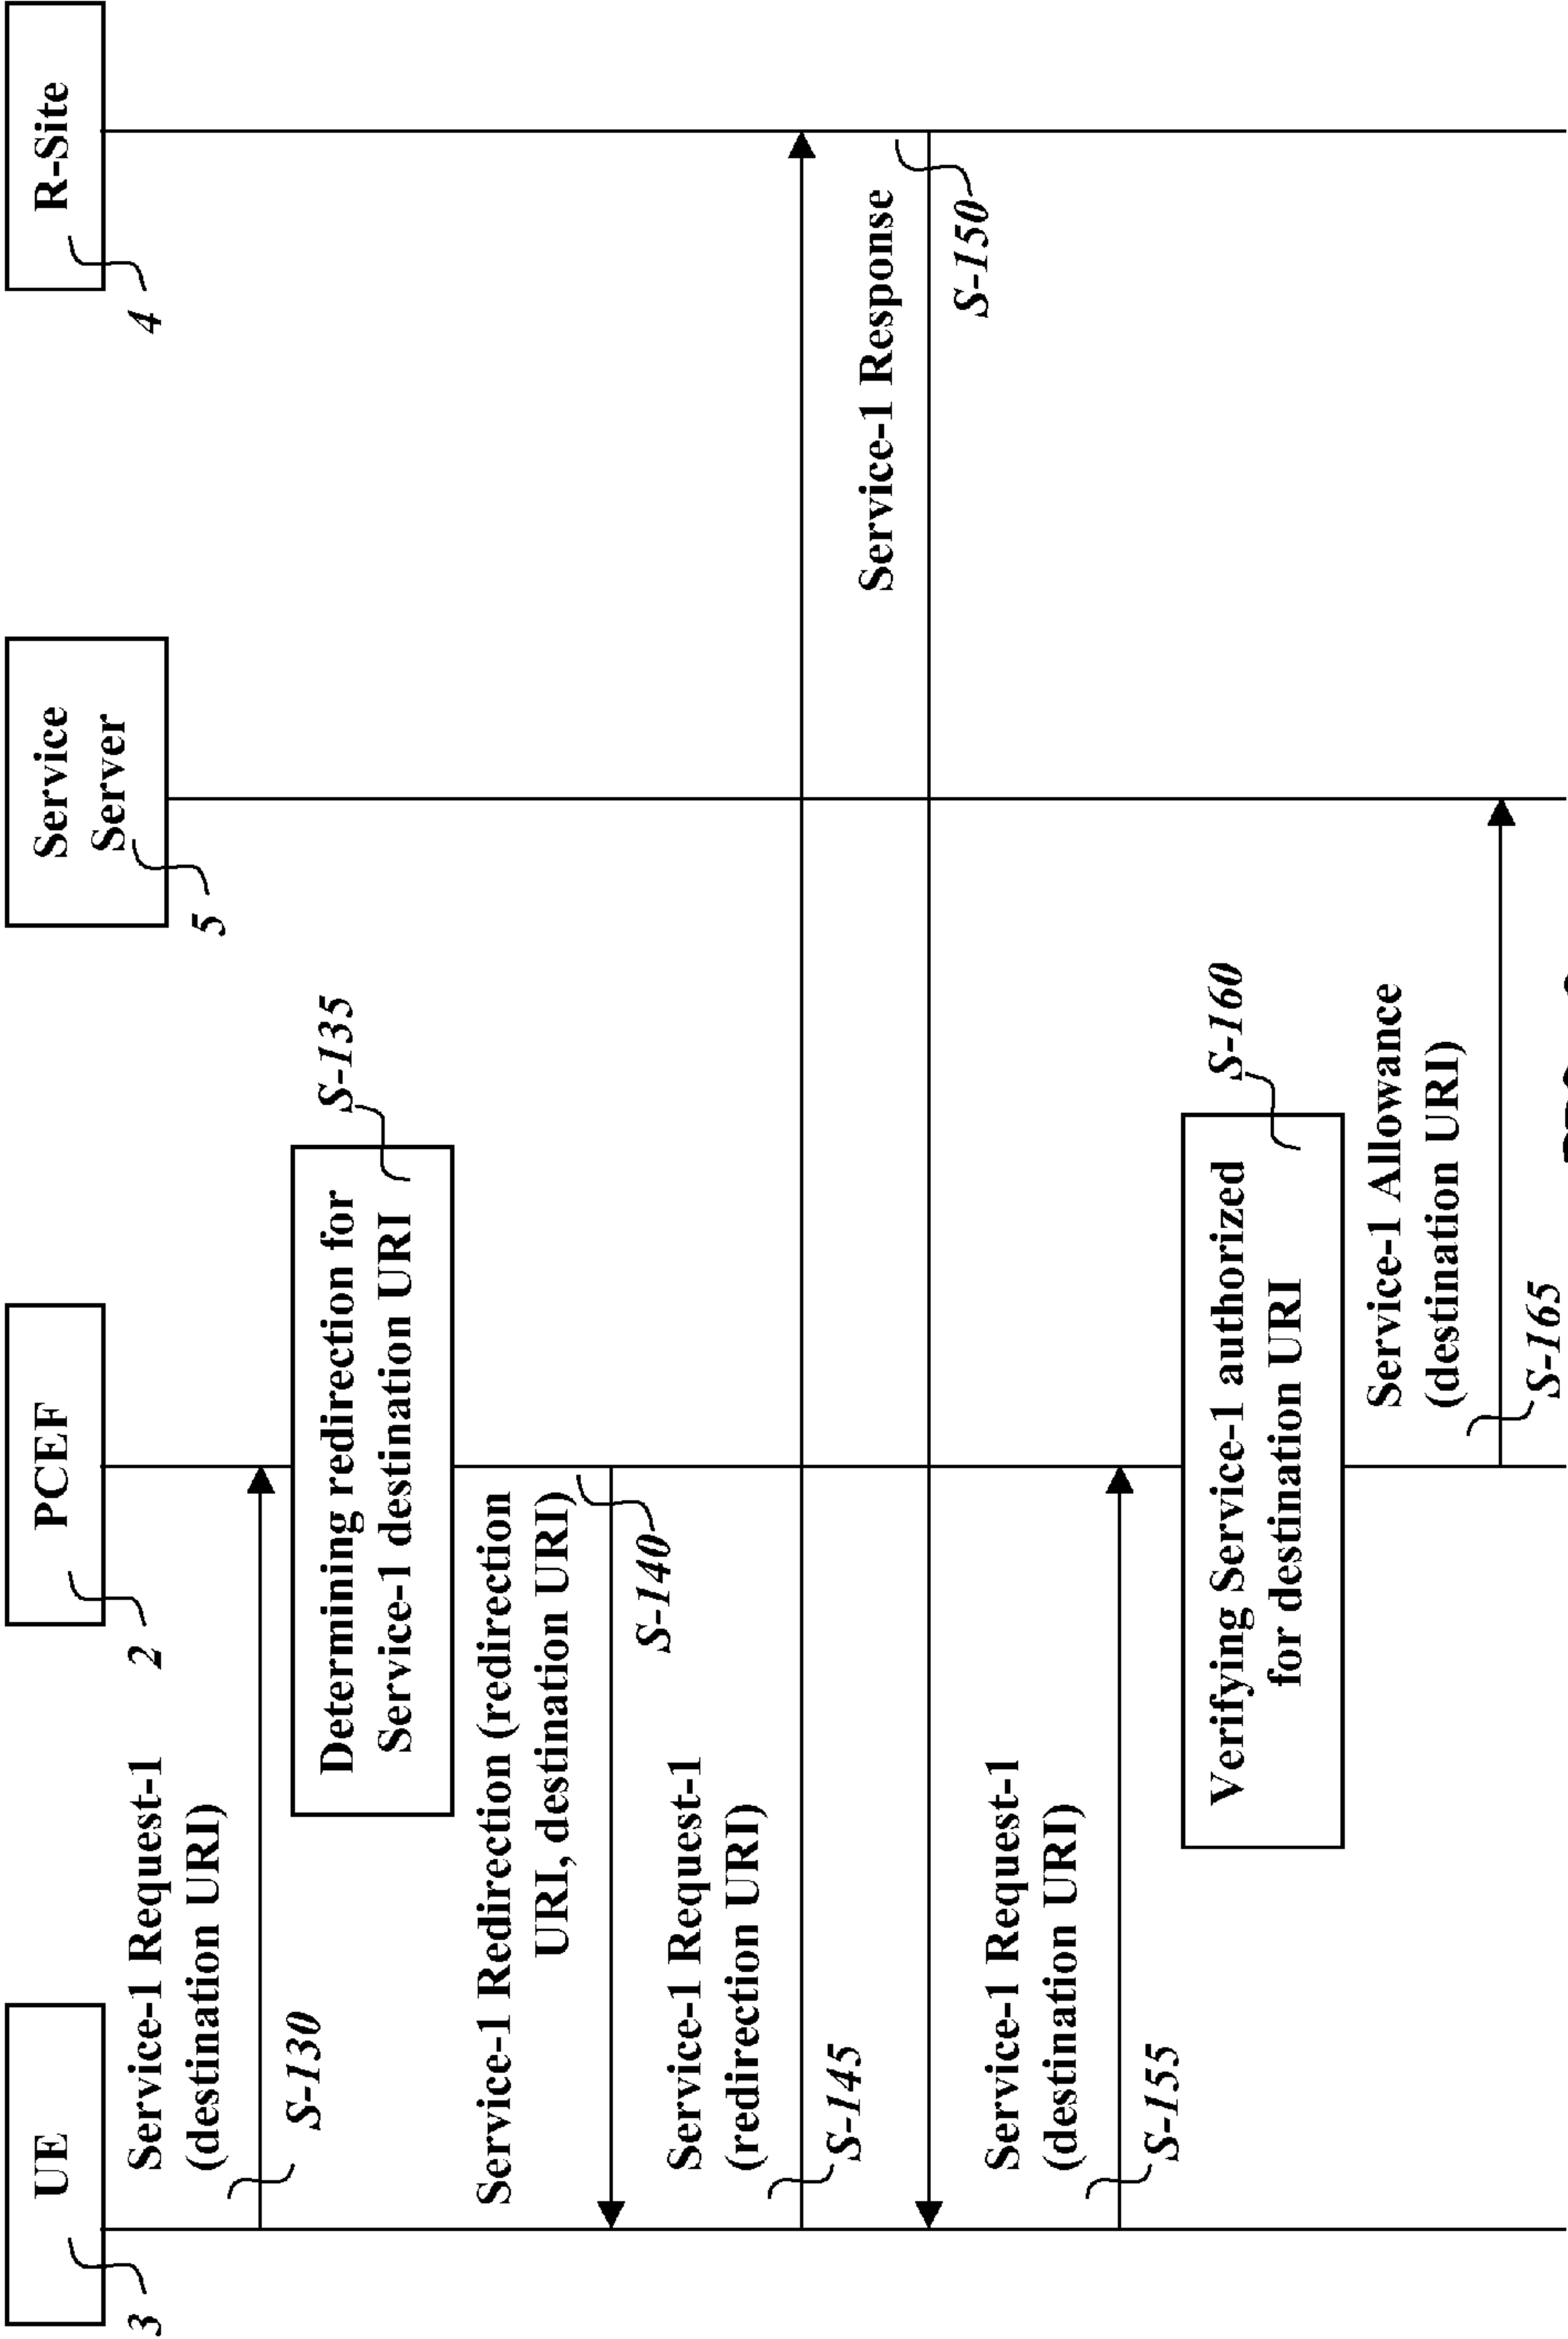 UE
PCEF
Service
Server
R-Site
3
2
5
4
Service-1 Request-1
(destination URI)
S-130
Determining redirection for
Service-1 destination URI
S-135
Service-1 Redirection (redirection
URI, destination URI)
S-140
Service-1 Request-1
(redirection URI)
S-145
Service-1 Response
S-150
Service-1 Request-1
(destination URI)
S-155
Verifying Service-1 authorized
for destination URI
S-160
Service-1 Allowance
(destination URI)
S-165